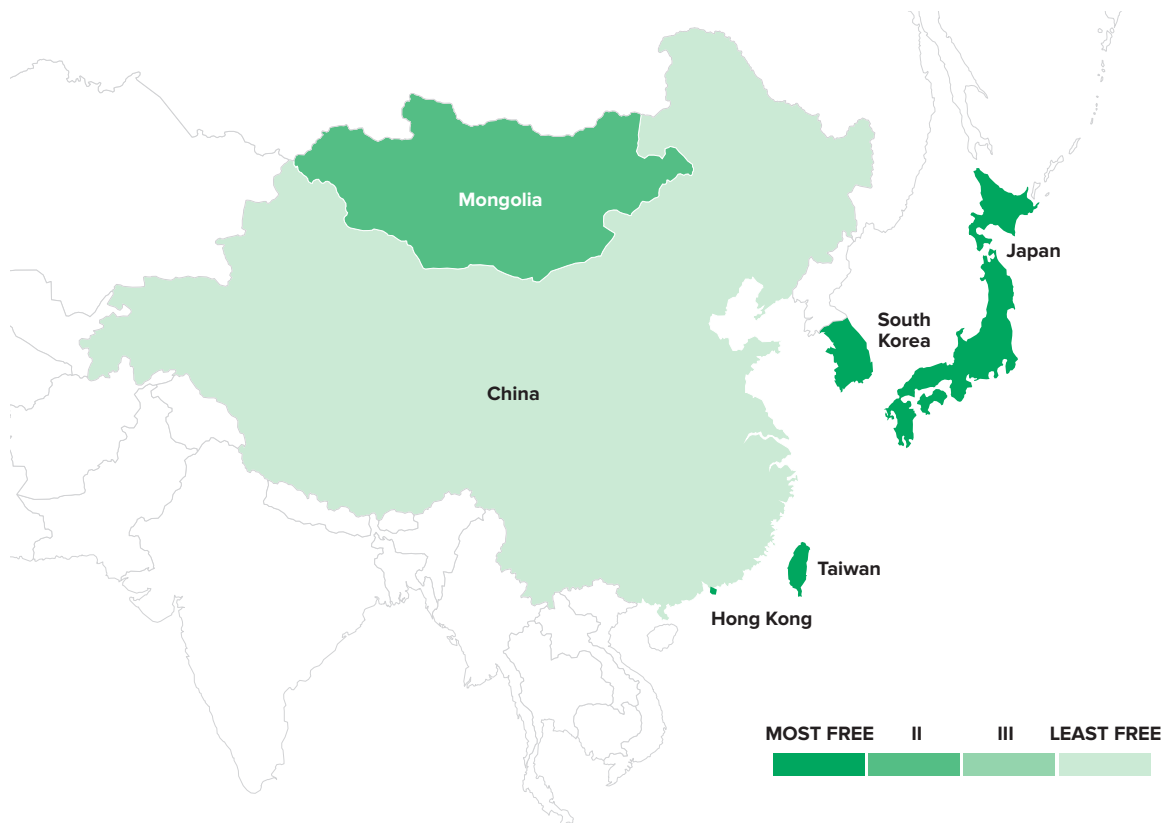 Mongolia
Japan
South
Korea
China
Taiwan
Hong Kong
MOST FREE II III LEAST FREE